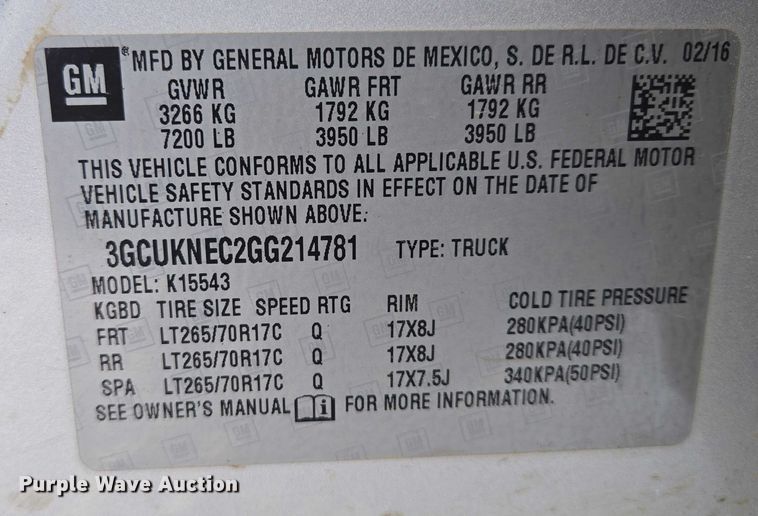 GM ® MFD BY GENERAL MOTORS DE MEXICO, S. DE R.L. DE C.V. 02/16
GVWR GAWR FRT GAWR RR
3266 KG 1792 KG 1792 KG
7200 LB 3950 LB 3950 LB
THIS VEHICLE CONFORMS TO ALL APPLICABLE U.S. FEDERAL MOTOR
VEHICLE SAFETY STANDARDS IN EFFECT ON THE DATE OF
MANUFACTURE SHOWN ABOVE:
3GCUKNEC2GG214781 TYPE: TRUCK
MODEL: K15543
KGBD TIRE SIZE SPEED RTG RIM COLD TIRE PRESSURE
FRT LT265/70R17C Q 17X8J 280KPA(40PSI)
RR LT265/70R17C Q 17X8J 280KPA(40PSI)
SPA LT265/70R17C Q 17X7.5J 340KPA(50PSI)
SEE OWNER'S MANUAL i FOR MORE INFORMATION.
Purple Wave Auction